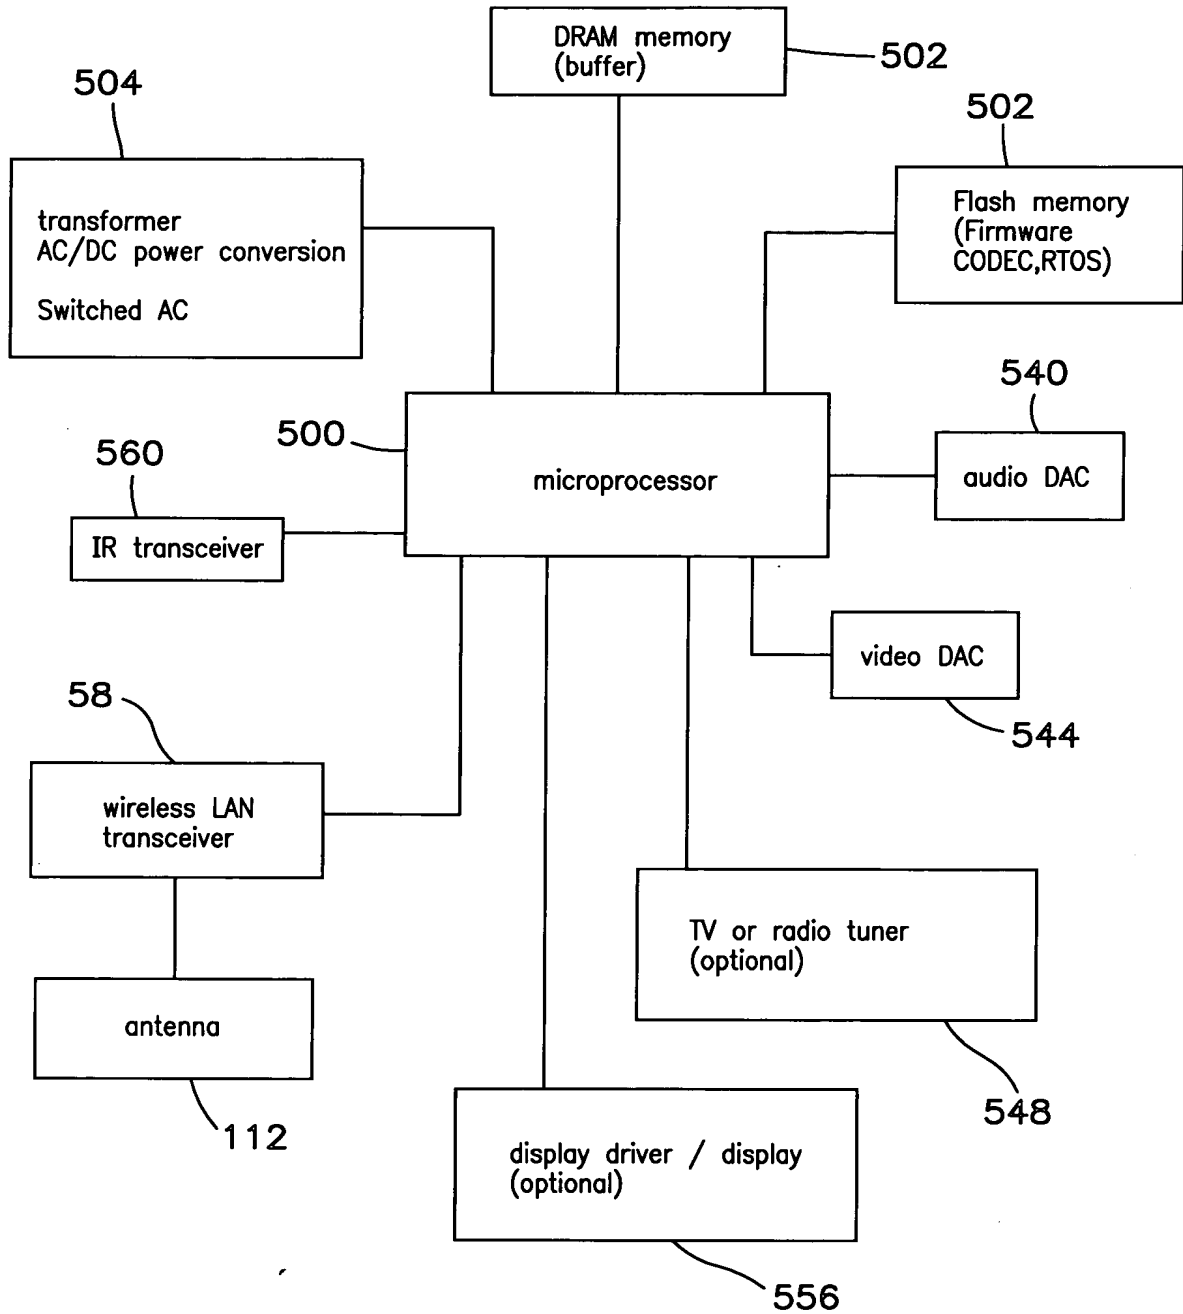 DRAM memory
(buffer)
502
504
502
transformer
AC/DC power conversion
Switched AC
Flash memory
(Firmware
CODEC,RTOS)
540
500
560
microprocessor
audio DAC
IR transceiver
video DAC
58
544
wireless LAN
transceiver
TV or radio tuner
(optional)
antenna
548
112
display driver / display
(optional)
556